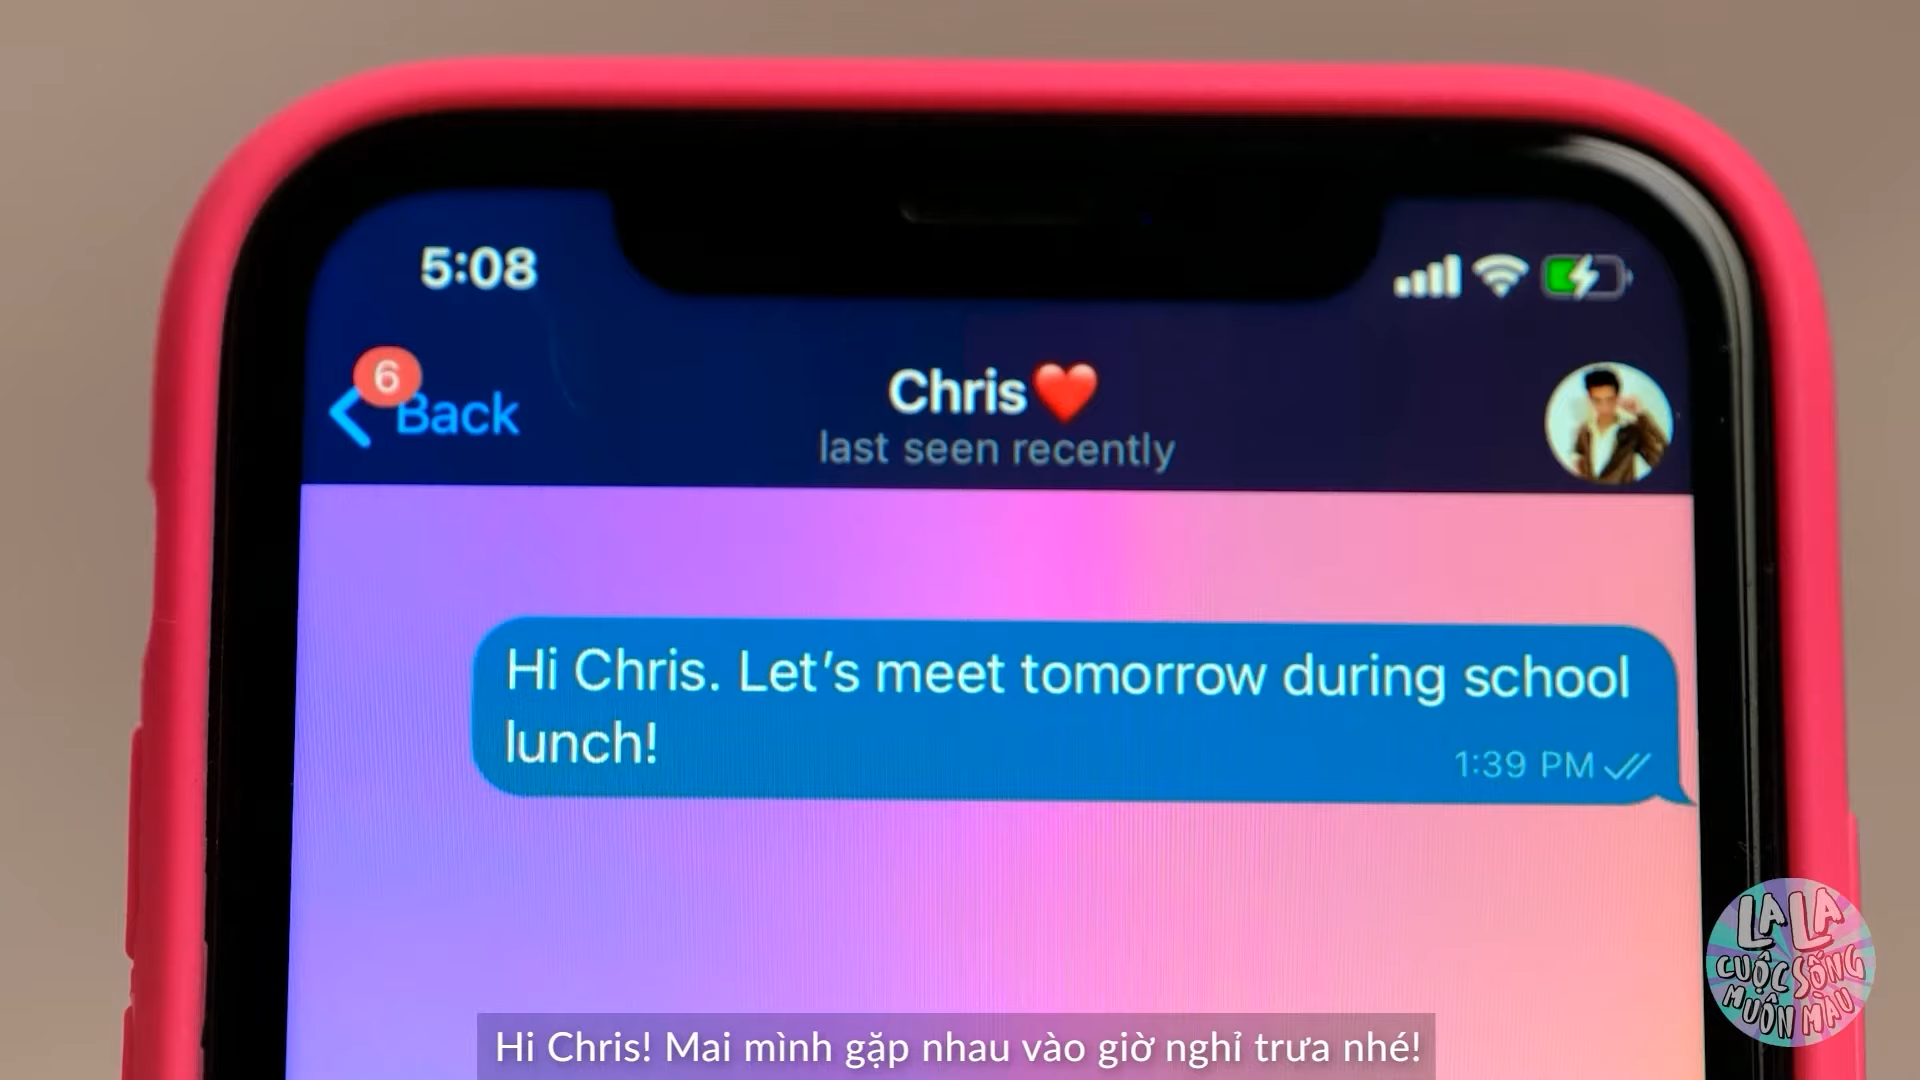 5:08
6
Back
Chris❤️
last seen recently
Hi Chris. Let's meet tomorrow during school
lunch!
1:39 PM
LA LA
CUỘC SỐNG
MUÔN MÀU
Hi Chris! Mai mình gặp nhau vào giờ nghỉ trưa nhé!